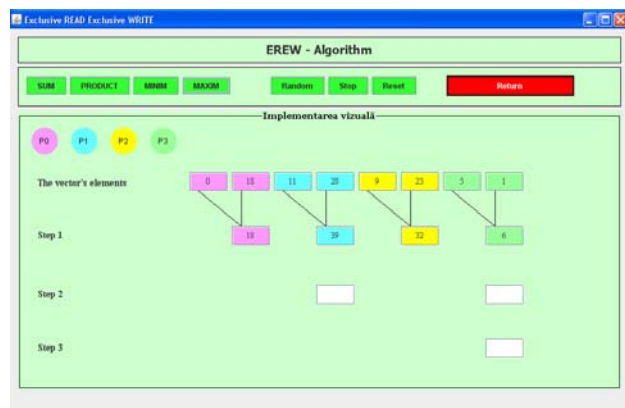 Exclusive READ Exclusive WRITE
EREW - Algorithm
SUM PRODUCT MINIM MAXIM Random Stop Reset Return
Implementarea vizuală
P0 P1 P2 P3
The vector's elements 0 18 11 28 9 23 5 1
Step 1 18 39 32 6
Step 2
Step 3